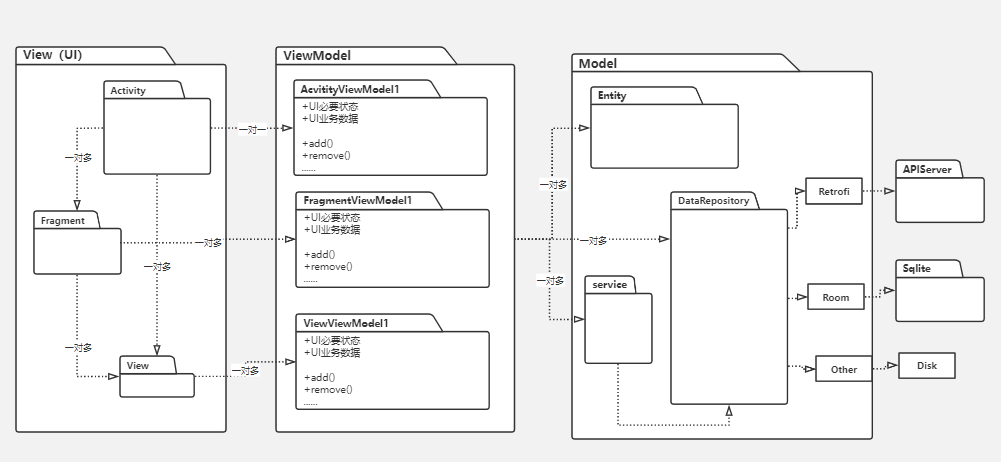 View（UI）
Activity
一对多
Fragment
一对多
一对多
View
一对一
一对多
一对多
ViewModel
AcvitityViewModel1
+UI必要状态
+UI业务数据
+add()
+remove()
......
FragmentViewModel1
+UI必要状态
+UI业务数据
+add()
+remove()
......
ViewViewModel1
+UI必要状态
+UI业务数据
+add()
+remove()
......
一对多
一对多
一对多
Model
Entity
DataRepository
service
Retrofi
Room
Other
APIServer
Sqlite
Disk